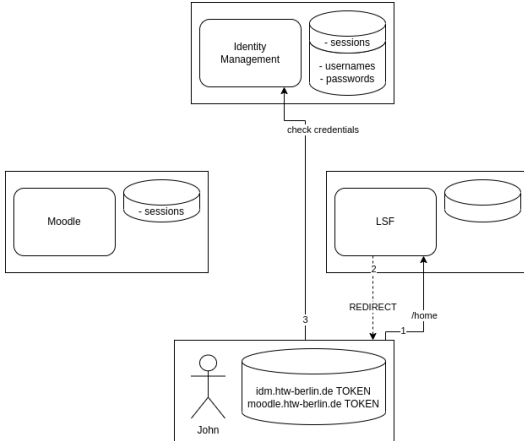 Identity
Management
- sessions
- usernames
- passwords
check credentials
Moodle
- sessions
LSF
2
REDIRECT
/home
3
1
idm.htw-berlin.de TOKEN
moodle.htw-berlin.de TOKEN
John